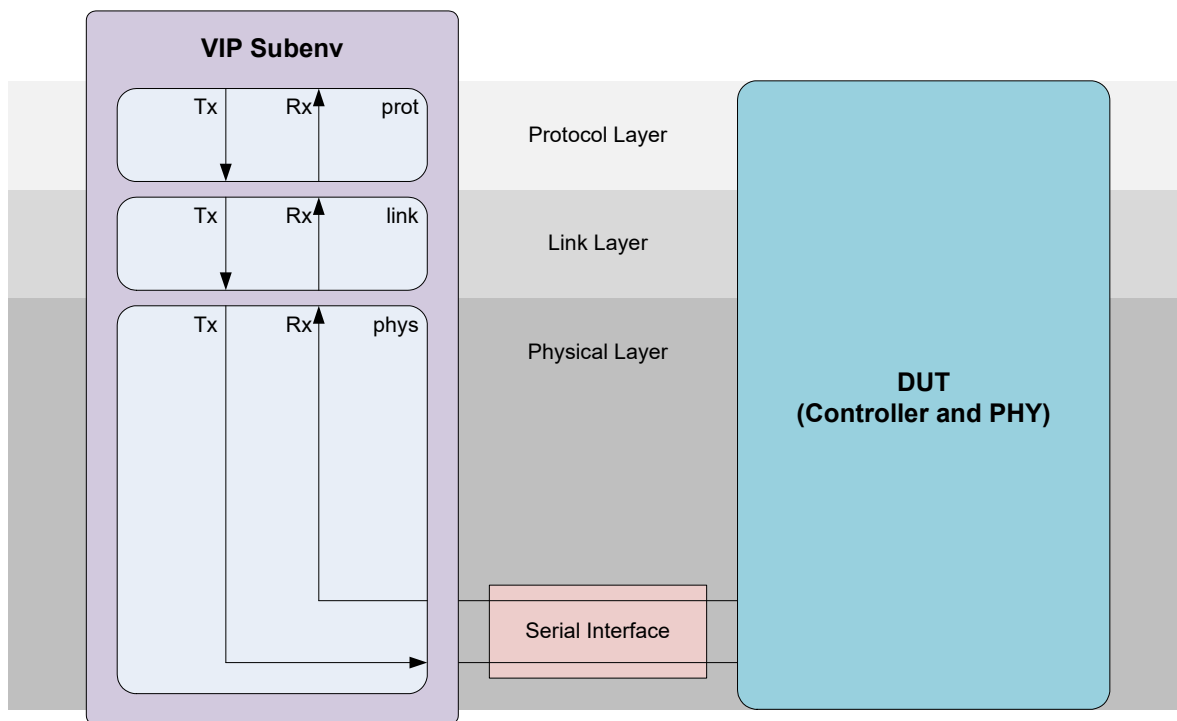 VIP Subenv
Tx Rx prot
Protocol Layer
Tx Rx link
Link Layer
Tx Rx phys
Physical Layer
DUT
(Controller and PHY)
Serial Interface